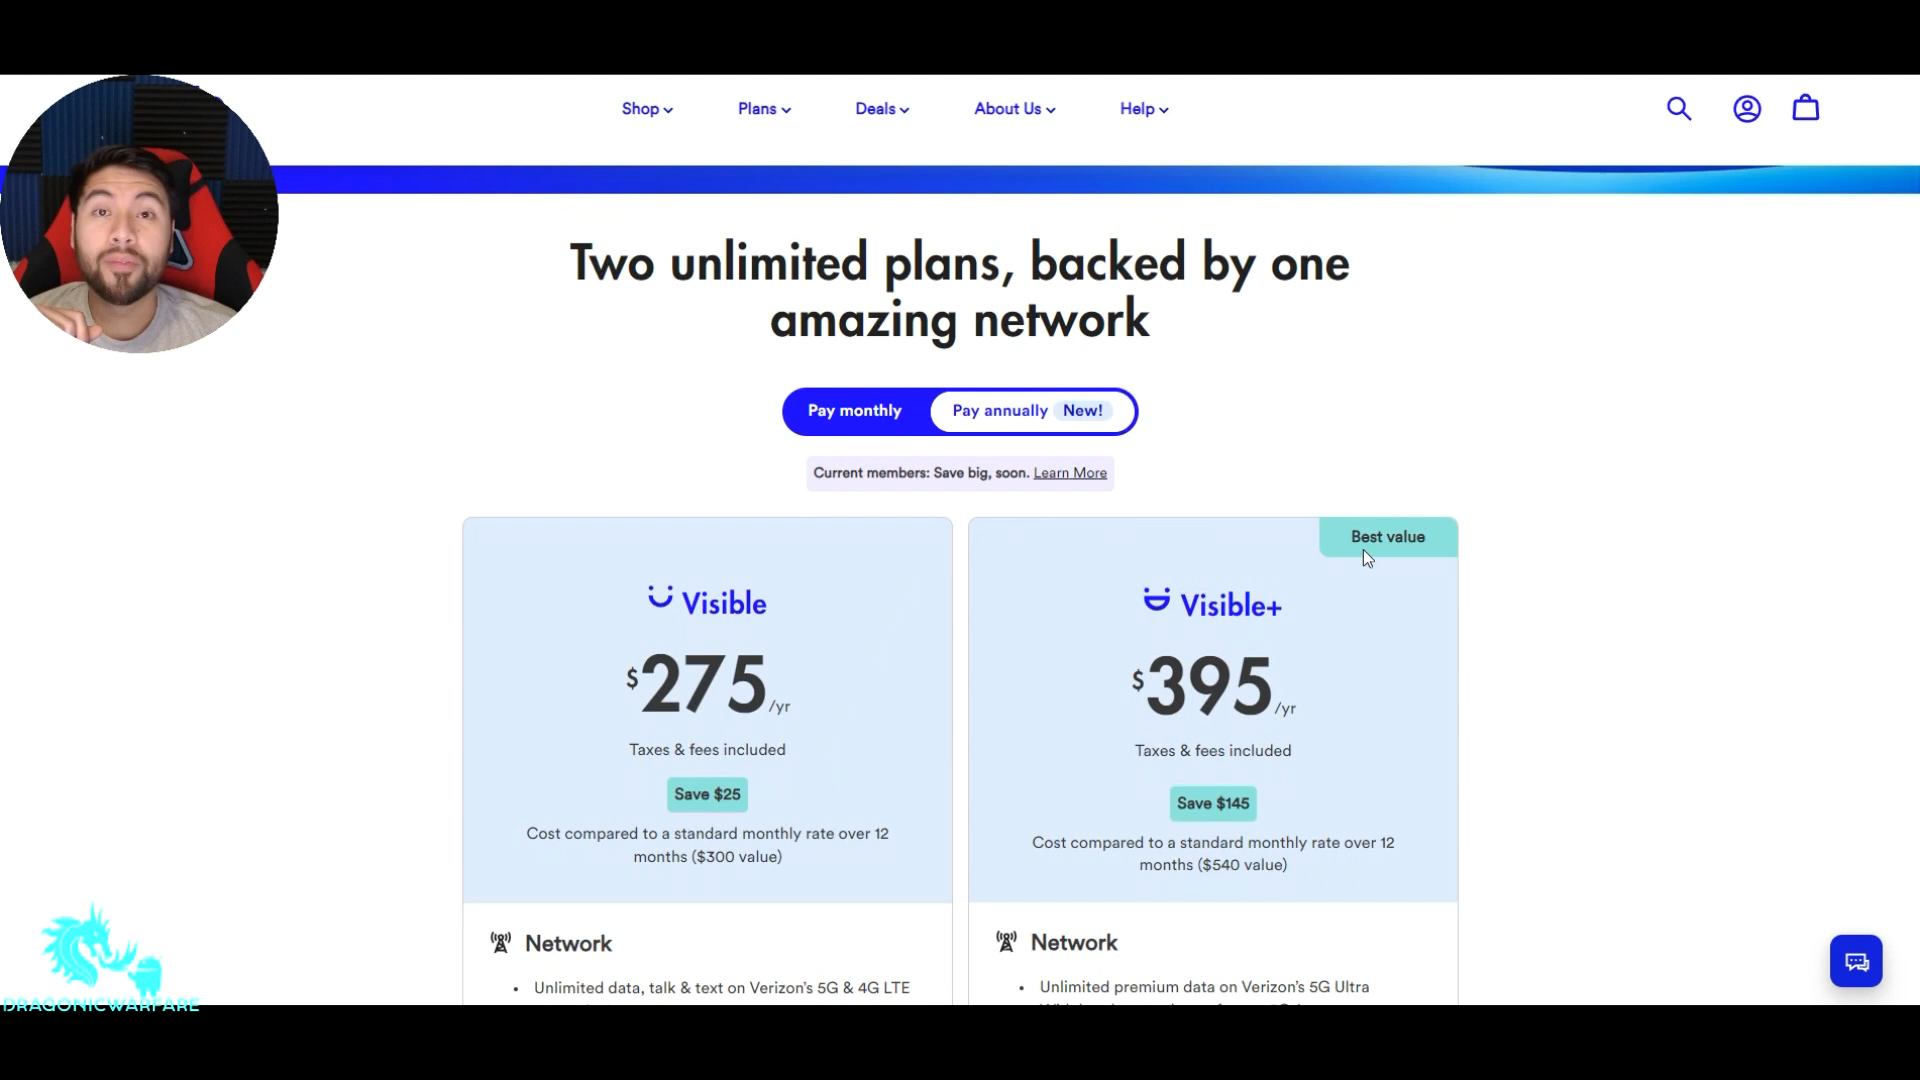 Shop
Plans
Deals
About Us
Help
Two unlimited plans, backed by one
amazing network
Pay monthly
Pay annually New!
Current members: Save big, soon. Learn More
Visible
$275/yr
Taxes & fees included
Save $25
Cost compared to a standard monthly rate over 12
months ($300 value)
Network
• Unlimited data, talk & text on Verizon's 5G & 4G LTE
Best value
Visible+
$395/yr
Taxes & fees included
Save $145
Cost compared to a standard monthly rate over 12
months ($540 value)
Network
• Unlimited premium data on Verizon's 5G Ultra
DRAGONICWARFARE